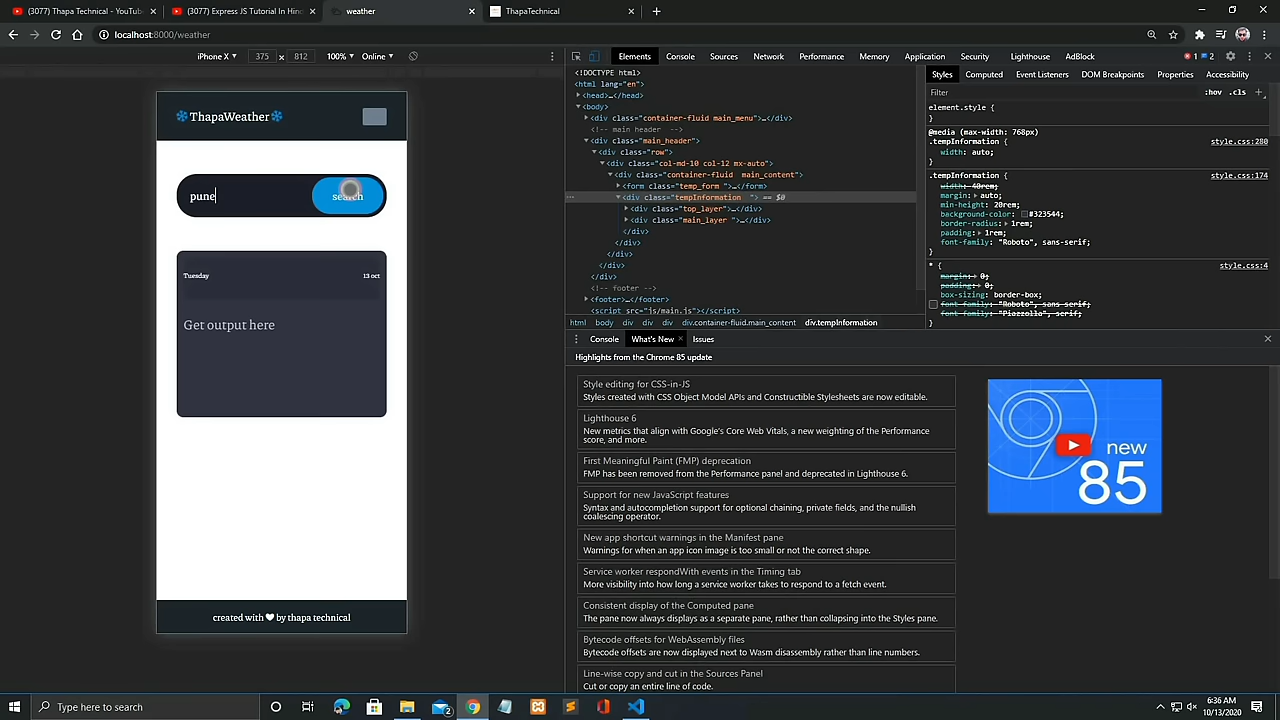 (3077) Thapa Technical - YouTub
(3077) Express JS Tutorial In Hin
weather
ThapaTechnical
localhost:8000/weather
iPhone X ▼ 375 x 812 100% ▼ Online ▼
Elements Console Sources Network Performance Memory Application Security Lighthouse AdBlock 1 2
❄ThapaWeather❄
pune
search
Tuesday
13 oct
Get output here
created with ❤ by thapa technical
<!DOCTYPE html>
<html lang="en">
<head>…</head>
<body>
<div class="container-fluid main_menu">…</div>
<!-- main header -->
<div class="main_header">
<div class="row">
<div class="col-md-10 col-12 mx-auto">
<div class="container-fluid main_content">
<form class="temp_form ">…</form>
<div class="tempInformation "> == $0
<div class="top_layer">…</div>
<div class="main_layer ">…</div>
</div>
</div>
</div>
</div>
</div>
<!-- footer -->
<footer>…</footer>
<script src="js/main.js"></script>
html body div div div div.container-fluid.main_content div.tempInformation
Styles Computed Event Listeners DOM Breakpoints Properties Accessibility
Filter :hov .cls +
element.style {
}
@media (max-width: 768px)
.tempInformation { style.css:280
width: auto;
}
.tempInformation { style.css:174
width: 40rem;
margin: auto;
min-height: 20rem;
background-color: #323544;
border-radius: 1rem;
padding: 1rem;
font-family: "Roboto", sans-serif;
}
* { style.css:4
margin: 0;
padding: 0;
box-sizing: border-box;
font-family: "Roboto", sans-serif;
font-family: "Piazzolla", serif;
}
Console What's New Issues
Highlights from the Chrome 85 update
Style editing for CSS-in-JS
Styles created with CSS Object Model APIs and Constructible Stylesheets are now editable.
Lighthouse 6
New metrics that align with Google's Core Web Vitals, a new weighting of the Performance
score, and more.
First Meaningful Paint (FMP) deprecation
FMP has been removed from the Performance panel and deprecated in Lighthouse 6.
Support for new JavaScript features
Syntax and autocompletion support for optional chaining, private fields, and the nullish
coalescing operator.
New app shortcut warnings in the Manifest pane
Warnings for when an app icon image is too small or not the correct shape.
Service worker respondWith events in the Timing tab
More visibility into how long a service worker takes to respond to a fetch event.
Consistent display of the Computed pane
The pane now always displays as a separate pane, rather than collapsing into the Styles pane.
Bytecode offsets for WebAssembly files
Bytecode offsets are now displayed next to Wasm disassembly rather than line numbers.
Line-wise copy and cut in the Sources Panel
Cut or copy an entire line of code.
new
85
Type here to search
2
6:36 AM
10/13/2020